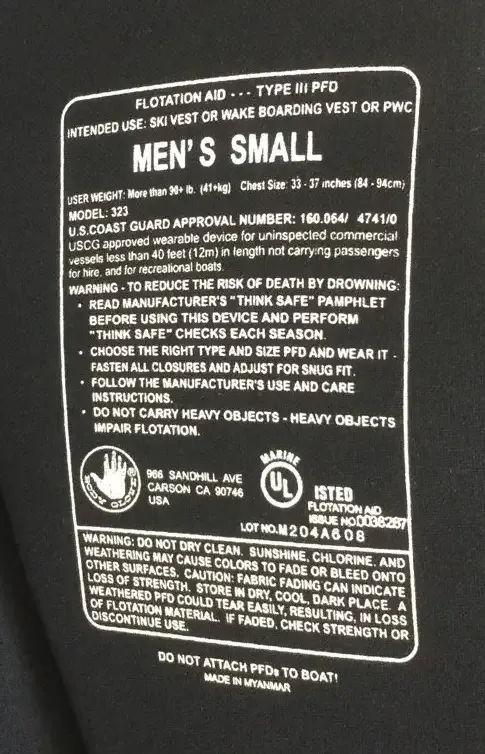 FLOTATION AID - - - TYPE III PFD
INTENDED USE: SKI VEST OR WAKE BOARDING VEST OR PWC
MEN'S SMALL
USER WEIGHT: More than 90+ lb. (41+kg) Chest Size: 33 - 37 inches (84 - 94cm)
MODEL: 323
U.S.COAST GUARD APPROVAL NUMBER: 160.064/ 4741/0
USCG approved wearable device for uninspected commercial
vessels less than 40 feet (12m) in length not carrying passengers
for hire, and for recreational boats.
WARNING - TO REDUCE THE RISK OF DEATH BY DROWNING:
• READ MANUFACTURER'S "THINK SAFE" PAMPHLET
BEFORE USING THIS DEVICE AND PERFORM
"THINK SAFE" CHECKS EACH SEASON.
• CHOOSE THE RIGHT TYPE AND SIZE PFD AND WEAR IT -
FASTEN ALL CLOSURES AND ADJUST FOR SNUG FIT.
• FOLLOW THE MANUFACTURER'S USE AND CARE
INSTRUCTIONS.
• DO NOT CARRY HEAVY OBJECTS - HEAVY OBJECTS
IMPAIR FLOTATION.
BODY GLOVE
966 SANDHILL AVE
CARSON CA 90746
USA
MARINE
UL
ISTED
FLOTATION AID
ISSUE NO.0038287
LOT NO.M204A608
WARNING: DO NOT DRY CLEAN. SUNSHINE, CHLORINE, AND
WEATHERING MAY CAUSE COLORS TO FADE OR BLEED ONTO
OTHER SURFACES. CAUTION: FABRIC FADING CAN INDICATE
LOSS OF STRENGTH. STORE IN DRY, COOL, DARK PLACE. A
WEATHERED PFD COULD TEAR EASILY, RESULTING, IN LOSS
OF FLOTATION MATERIAL. IF FADED, CHECK STRENGTH OR
DISCONTINUE USE.
DO NOT ATTACH PFDs TO BOAT!
MADE IN MYANMAR